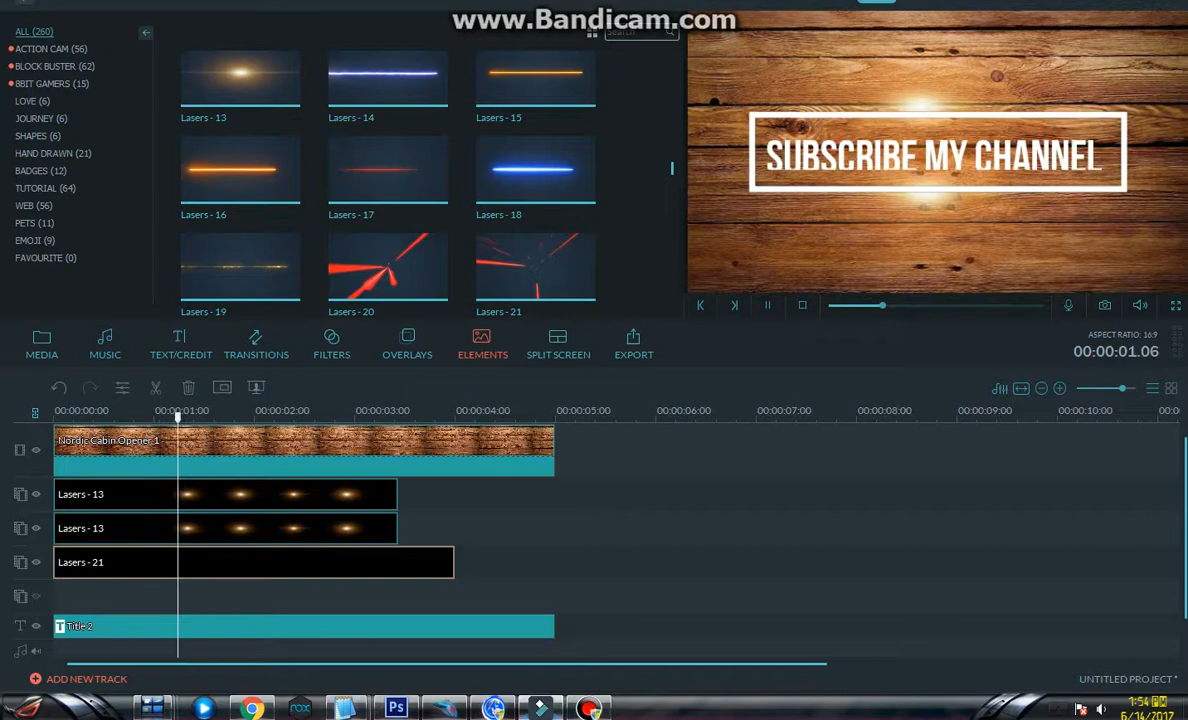 www.Bandicam.com
ALL (260)
ACTION CAM (56)
BLOCK BUSTER (62)
8BIT GAMERS (15)
LOVE (6)
JOURNEY (6)
SHAPES (6)
HAND DRAWN (21)
BADGES (12)
TUTORIAL (64)
WEB (56)
PETS (11)
EMOJI (9)
FAVOURITE (0)
Search
Lasers - 13
Lasers - 14
Lasers - 15
Lasers - 16
Lasers - 17
Lasers - 18
Lasers - 19
Lasers - 20
Lasers - 21
SUBSCRIBE MY CHANNEL
MEDIA
MUSIC
TEXT/CREDIT
TRANSITIONS
FILTERS
OVERLAYS
ELEMENTS
SPLIT SCREEN
EXPORT
ASPECT RATIO: 16:9
00:00:01.06
00:00:00:00
00:00:01:00
00:00:02:00
00:00:03:00
00:00:04:00
00:00:05:00
00:00:06:00
00:00:07:00
00:00:08:00
00:00:09:00
00:00:10:00
00:0
Nordic Cabin Opener 1
Lasers - 13
Lasers - 13
Lasers - 21
T Title 2
ADD NEW TRACK
UNTITLED PROJECT *
nox
Ps
1:54 PM
6/14/2017